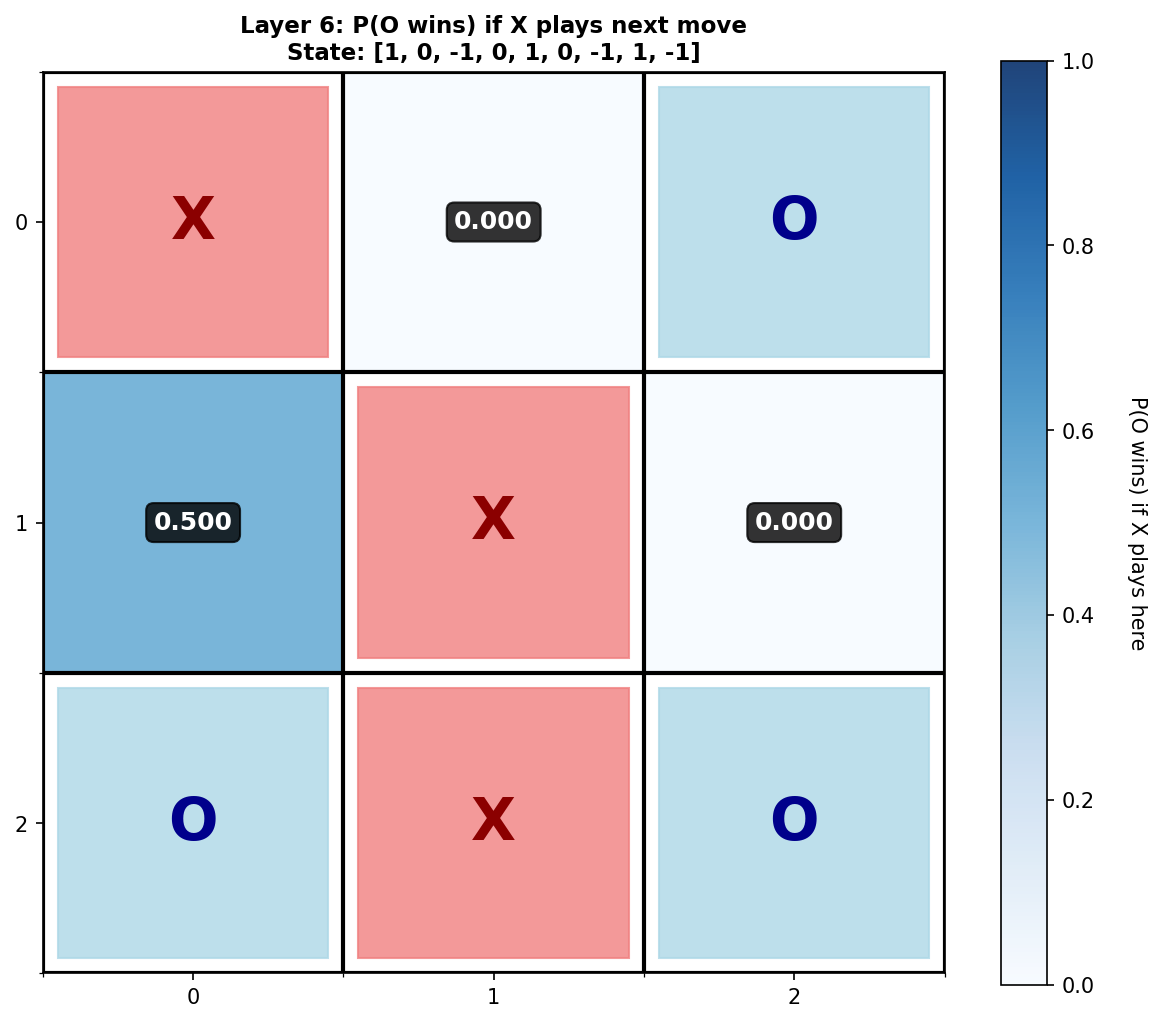 Layer 6: P(O wins) if X plays next move
State: [1, 0, -1, 0, 1, 0, -1, 1, -1]
0
X
0.000
O
1
0.500
X
0.000
2
O
X
O
0
1
2
1.0
0.8
0.6
0.4
0.2
0.0
P(O wins) if X plays here